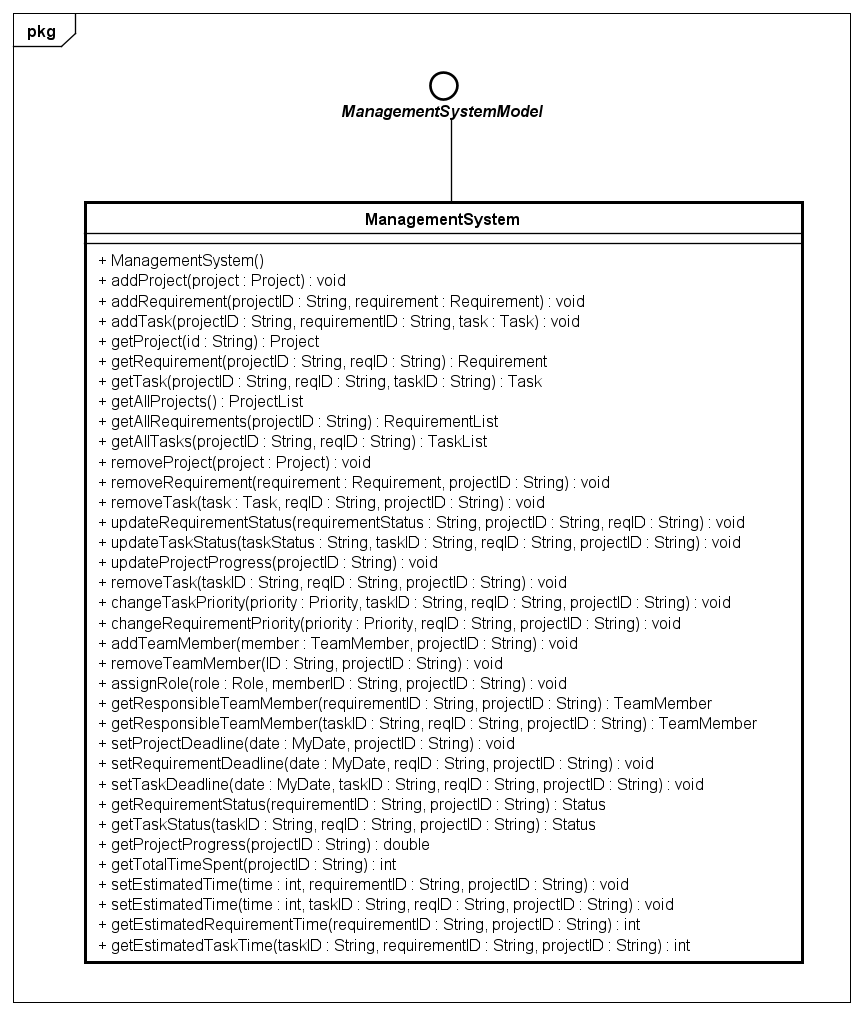 pkg
ManagementSystemModel
ManagementSystem
+ ManagementSystem()
+ addProject(project : Project) : void
+ addRequirement(projectID : String, requirement : Requirement) : void
+ addTask(projectID : String, requirementID : String, task : Task) : void
+ getProject(id : String) : Project
+ getRequirement(projectID : String, reqID : String) : Requirement
+ getTask(projectID : String, reqID : String, taskID : String) : Task
+ getAllProjects() : ProjectList
+ getAllRequirements(projectID : String) : RequirementList
+ getAllTasks(projectID : String, reqID : String) : TaskList
+ removeProject(project : Project) : void
+ removeRequirement(requirement : Requirement, projectID : String) : void
+ removeTask(task : Task, reqID : String, projectID : String) : void
+ updateRequirementStatus(requirementStatus : String, projectID : String, reqID : String) : void
+ updateTaskStatus(taskStatus : String, taskID : String, reqID : String, projectID : String) : void
+ updateProjectProgress(projectID : String) : void
+ removeTask(taskID : String, reqID : String, projectID : String) : void
+ changeTaskPriority(priority : Priority, taskID : String, reqID : String, projectID : String) : void
+ changeRequirementPriority(priority : Priority, reqID : String, projectID : String) : void
+ addTeamMember(member : TeamMember, projectID : String) : void
+ removeTeamMember(ID : String, projectID : String) : void
+ assignRole(role : Role, memberID : String, projectID : String) : void
+ getResponsibleTeamMember(requirementID : String, projectID : String) : TeamMember
+ getResponsibleTeamMember(taskID : String, reqID : String, projectID : String) : TeamMember
+ setProjectDeadline(date : MyDate, projectID : String) : void
+ setRequirementDeadline(date : MyDate, reqID : String, projectID : String) : void
+ setTaskDeadline(date : MyDate, taskID : String, reqID : String, projectID : String) : void
+ getRequirementStatus(requirementID : String, projectID : String) : Status
+ getTaskStatus(taskID : String, reqID : String, projectID : String) : Status
+ getProjectProgress(projectID : String) : double
+ getTotalTimeSpent(projectID : String) : int
+ setEstimatedTime(time : int, requirementID : String, projectID : String) : void
+ setEstimatedTime(time : int, taskID : String, reqID : String, projectID : String) : void
+ getEstimatedRequirementTime(requirementID : String, projectID : String) : int
+ getEstimatedTaskTime(taskID : String, requirementID : String, projectID : String) : int